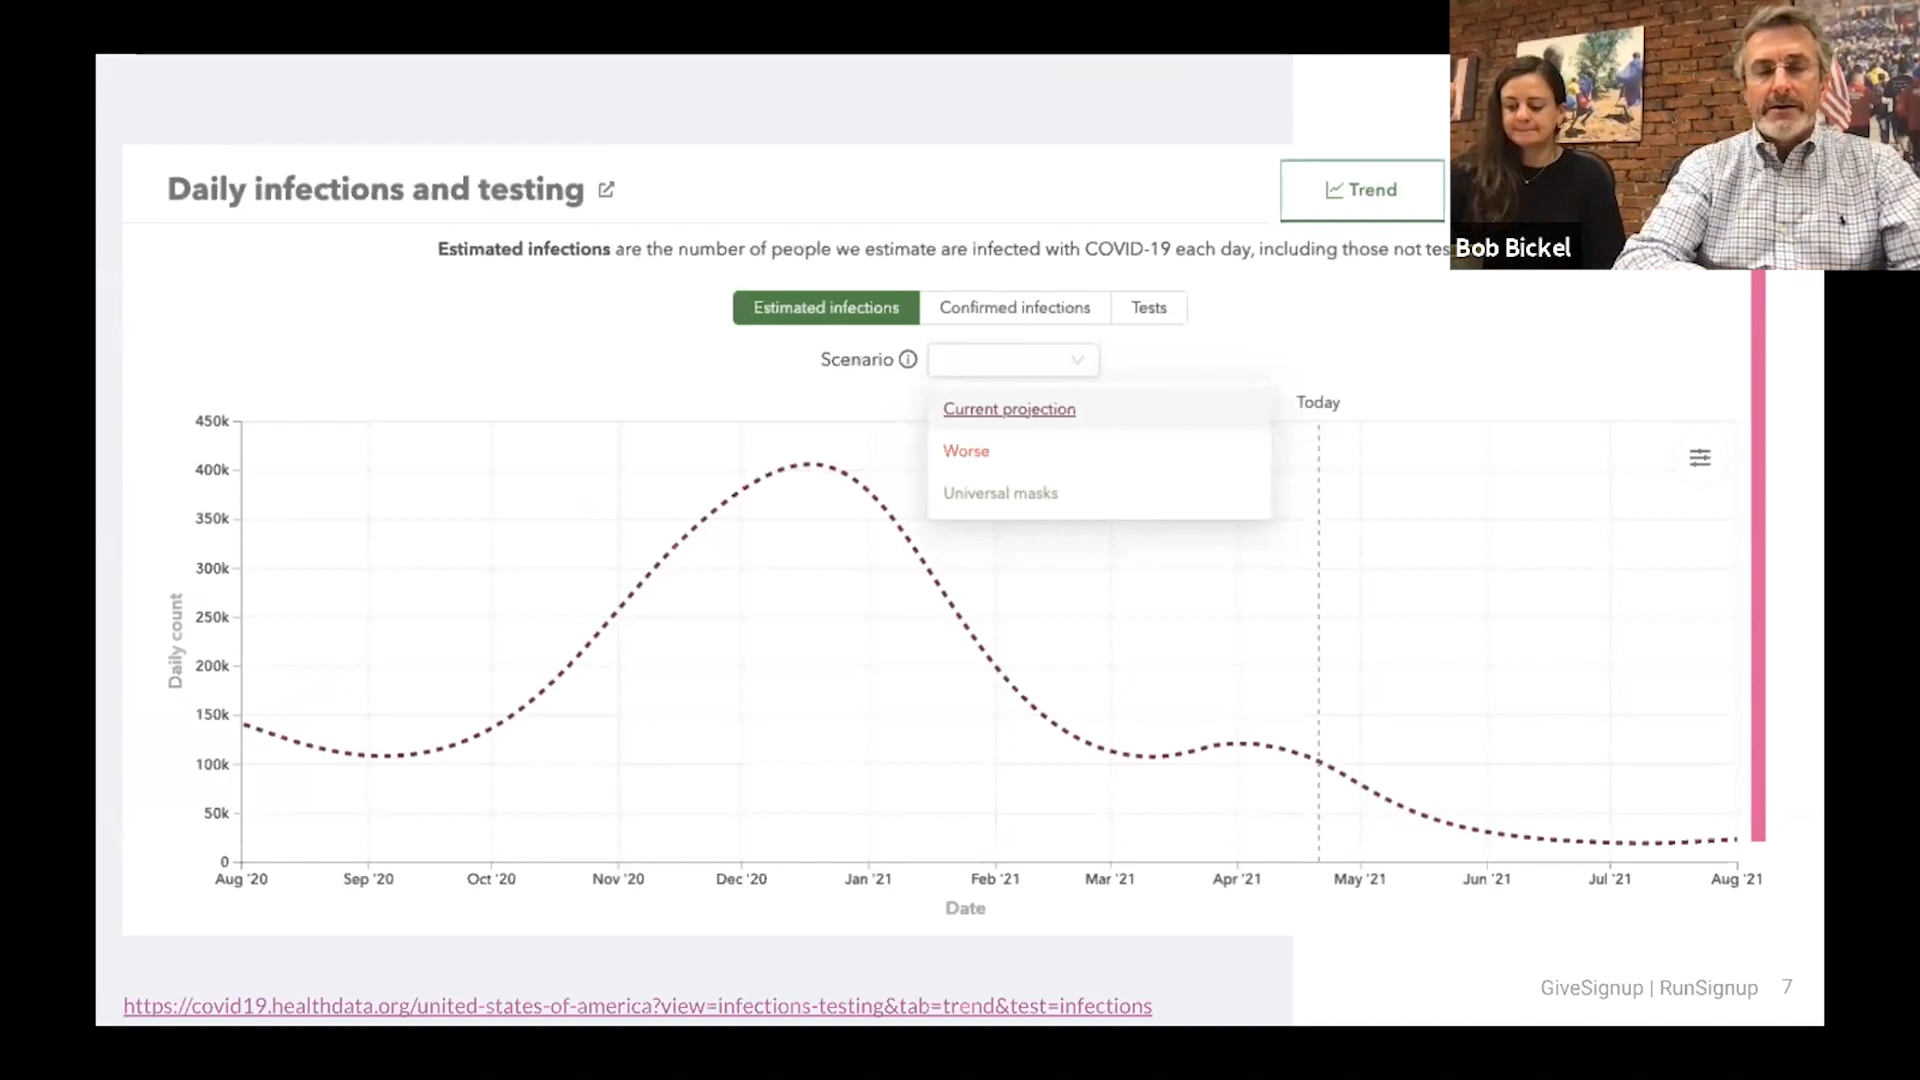 Daily infections and testing
Trend
Estimated infections are the number of people we estimate are infected with COVID-19 each day, including those not tes
Bob Bickel
Estimated infections
Confirmed infections
Tests
Scenario
Current projection
Worse
Universal masks
Today
450k
400k
350k
300k
250k
200k
150k
100k
50k
0
Daily count
Aug '20
Sep '20
Oct '20
Nov '20
Dec '20
Jan '21
Feb '21
Mar '21
Apr '21
May '21
Jun '21
Jul '21
Aug '21
Date
GiveSignup | RunSignup 7
https://covid19.healthdata.org/united-states-of-america?view=infections-testing&tab=trend&test=infections